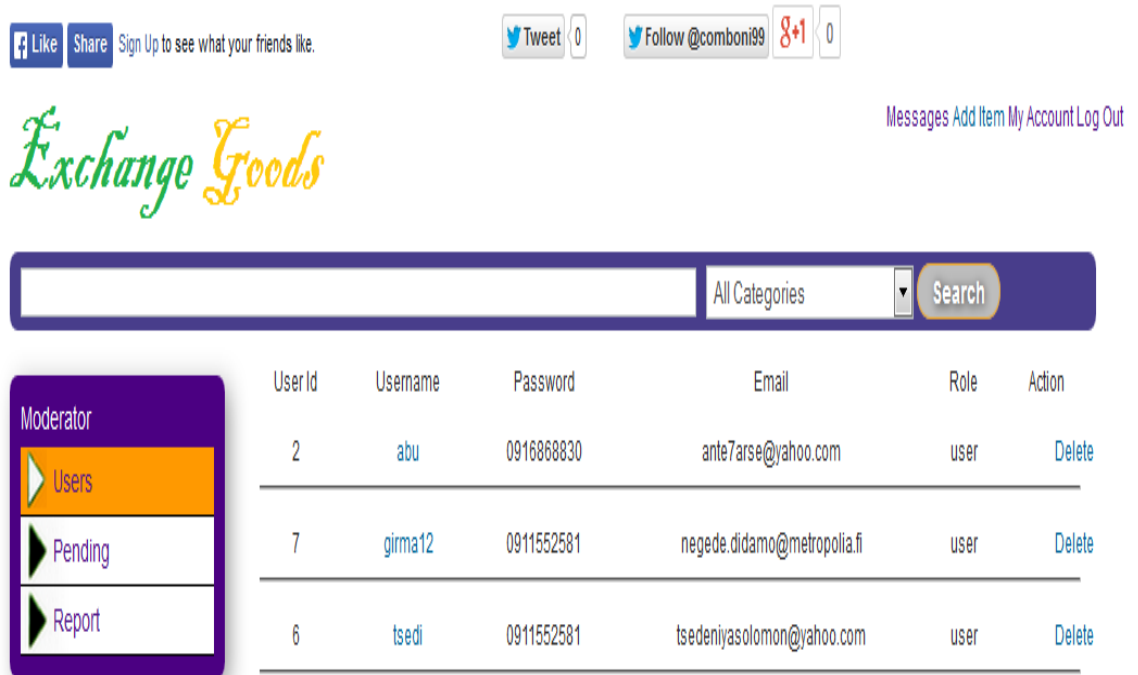 Like Share Sign Up to see what your friends like. Tweet 0 Follow @comboni99 g+1 0
Messages Add Item My Account Log Out
Exchange Goods
All Categories Search
Moderator
Users
Pending
Report
User Id Username Password Email Role Action
2 abu 0916868830 ante7arse@yahoo.com user Delete
7 girma12 0911552581 negede.didamo@metropolia.fi user Delete
6 tsedi 0911552581 tsedeniyasolomon@yahoo.com user Delete